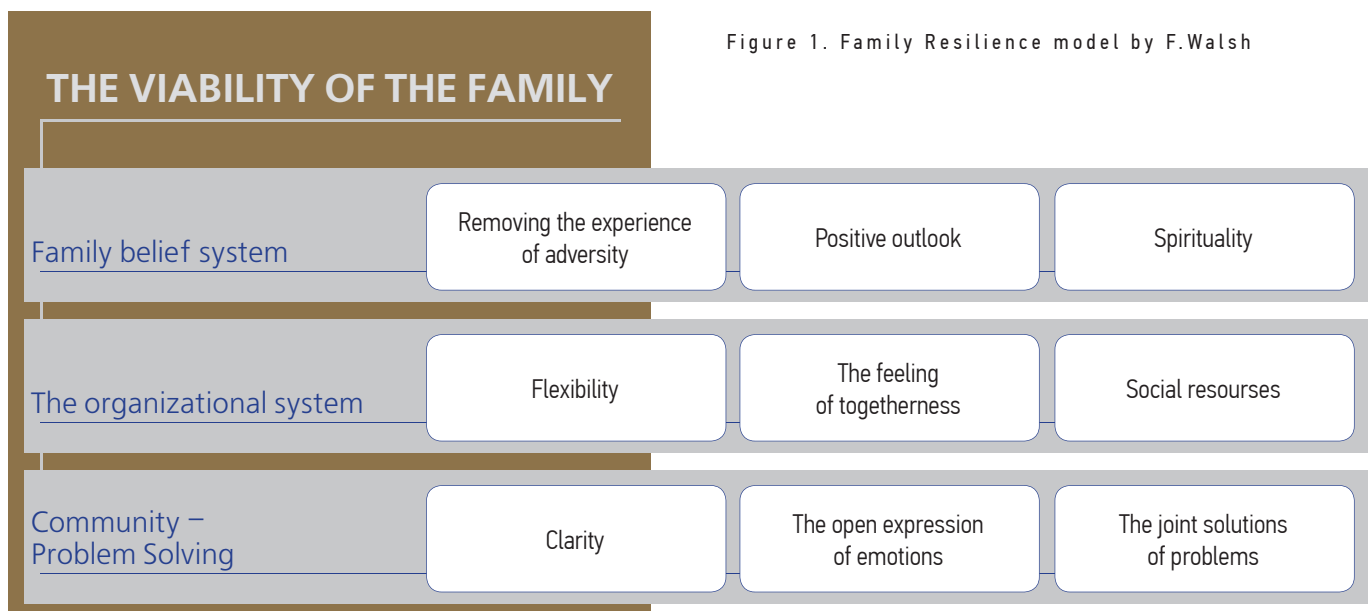 Figure 1. Family Resilience model by F.Walsh
THE VIABILITY OF THE FAMILY
Family belief system
Removing the experience
of adversity
Positive outlook
Spirituality
The organizational system
Flexibility
The feeling
of togetherness
Social resourses
Community –
Problem Solving
Clarity
The open expression
of emotions
The joint solutions
of problems